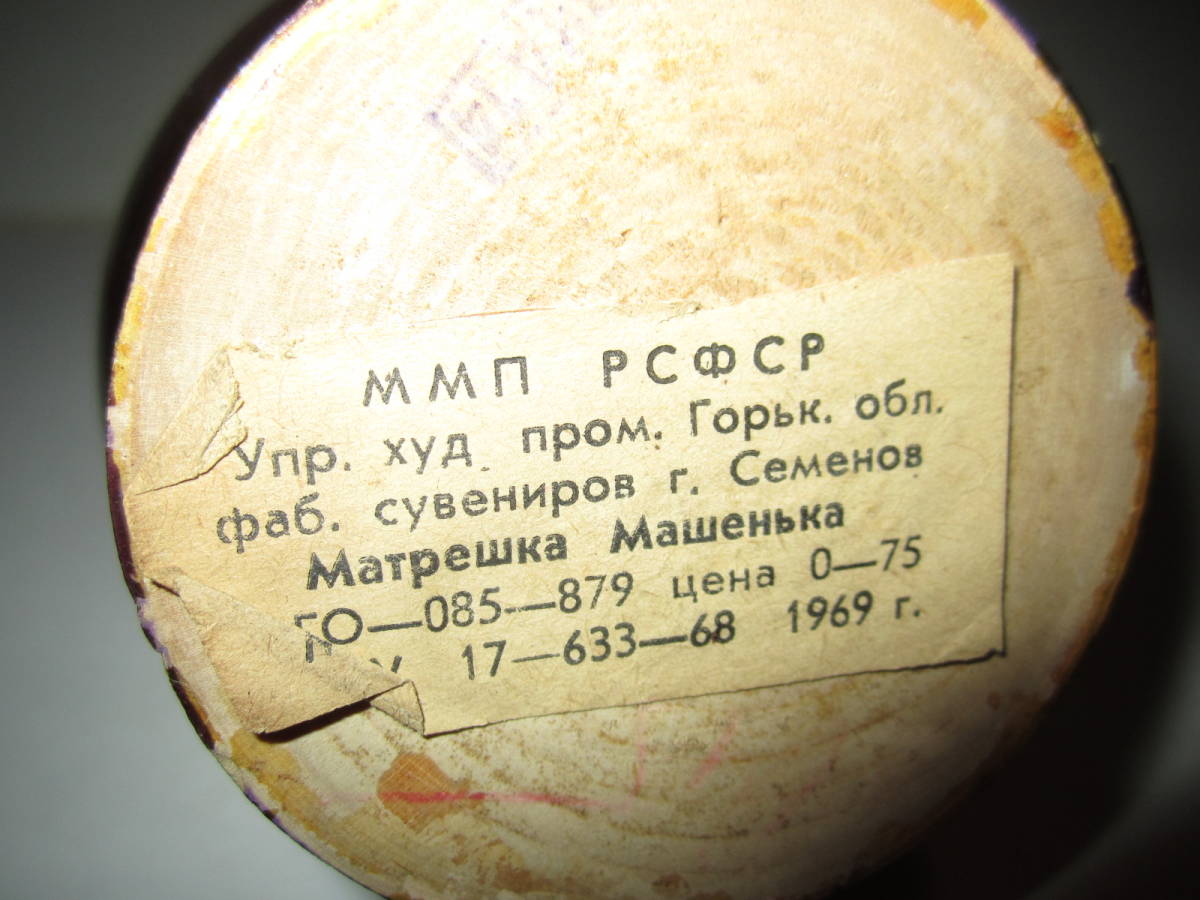 ММП РСФСР
Упр. худ. пром. Горьк. обл.
фаб. сувениров г. Семенов
Матрешка Машенька
ГО—085—879 цена 0—75
17—633—68 1969 г.